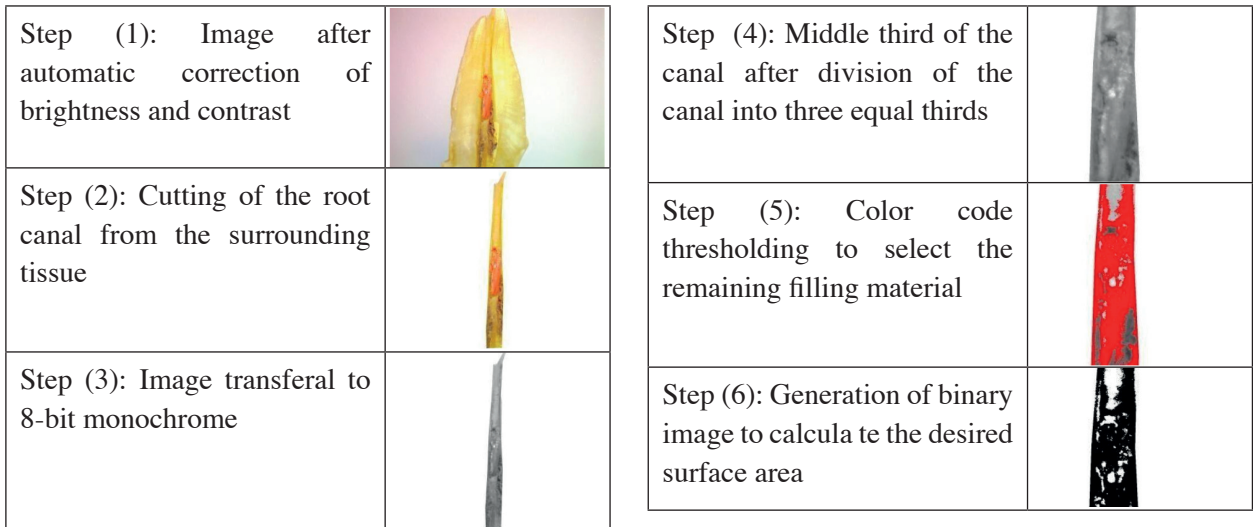 Step (1): Image after
automatic correction of
brightness and contrast
Step (2): Cutting of the root
canal from the surrounding
tissue
Step (3): Image transferal to
8-bit monochrome
Step (4): Middle third of the
canal after division of the
canal into three equal thirds
Step (5): Color code
thresholding to select the
remaining filling material
Step (6): Generation of binary
image to calcula te the desired
surface area